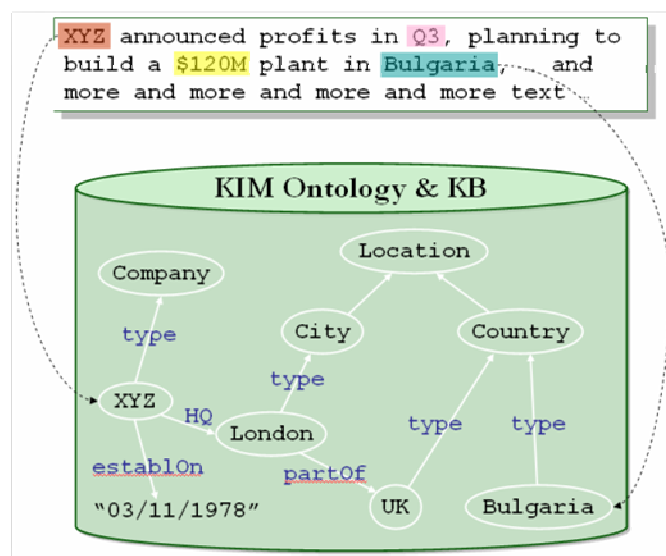 XYZ announced profits in Q3, planning to
build a $120M plant in Bulgaria, . and
more and more and more and more text .
KIM Ontology & KB
Location
Company
type
City
Country
type
XYZ
HQ
London
type
type
establOn
partOf
"03/11/1978"
UK
Bulgaria